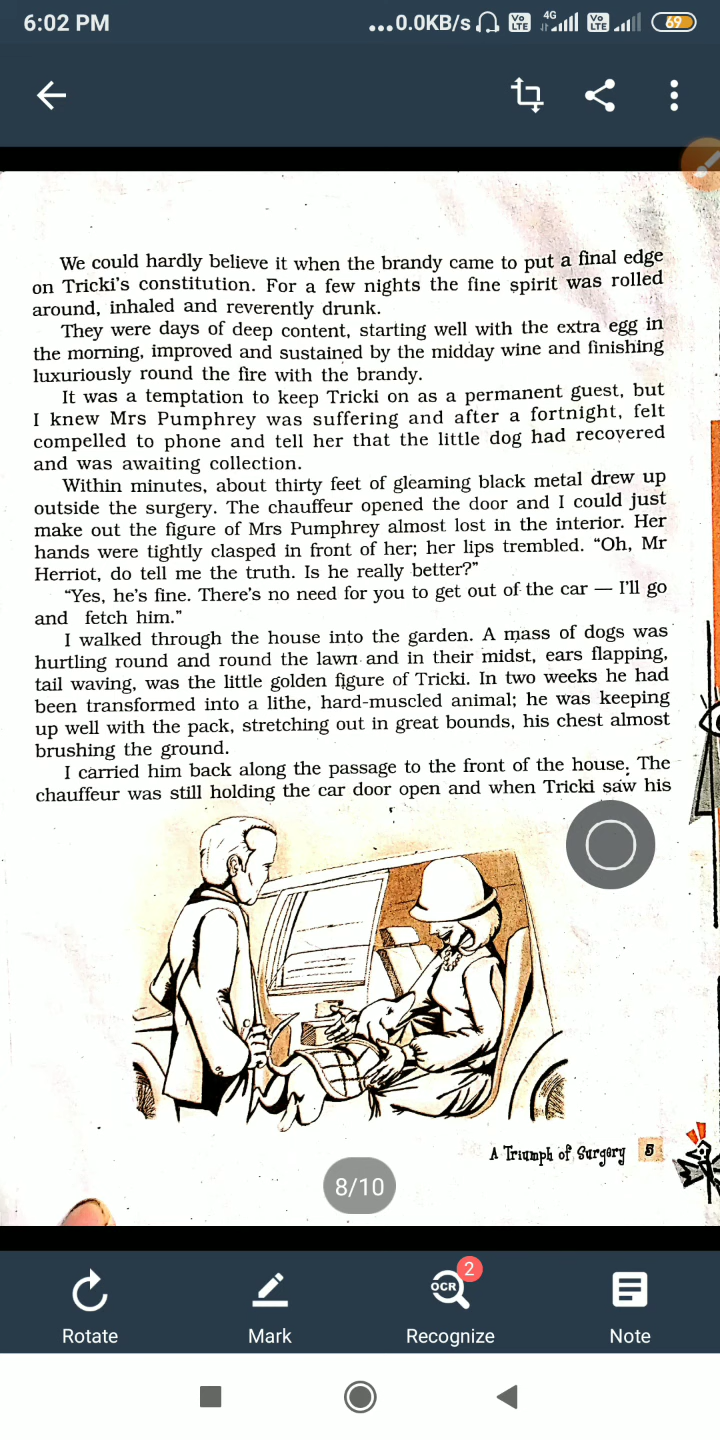 6:02 PM
...0.0KB/s Vo LTE 4G Vo LTE 69
We could hardly believe it when the brandy came to put a final edge
on Tricki's constitution. For a few nights the fine spirit was rolled
around, inhaled and reverently drunk.
They were days of deep content, starting well with the extra egg in
the morning, improved and sustained by the midday wine and finishing
luxuriously round the fire with the brandy.
It was a temptation to keep Tricki on as a permanent guest, but
I knew Mrs Pumphrey was suffering and after a fortnight, felt
compelled to phone and tell her that the little dog had recovered
and was awaiting collection.
Within minutes, about thirty feet of gleaming black metal drew up
outside the surgery. The chauffeur opened the door and I could just
make out the figure of Mrs Pumphrey almost lost in the interior. Her
hands were tightly clasped in front of her; her lips trembled. “Oh, Mr
Herriot, do tell me the truth. Is he really better?”
“Yes, he's fine. There's no need for you to get out of the car — I'll go
and fetch him.”
I walked through the house into the garden. A mass of dogs was
hurtling round and round the lawn and in their midst, ears flapping,
tail waving, was the little golden figure of Tricki. In two weeks he had
been transformed into a lithe, hard-muscled animal; he was keeping
up well with the pack, stretching out in great bounds, his chest almost
brushing the ground.
I carried him back along the passage to the front of the house. The
chauffeur was still holding the car door open and when Tricki saw his
A Triumph of Surgery 5
8/10
OCR 2
Rotate Mark Recognize Note